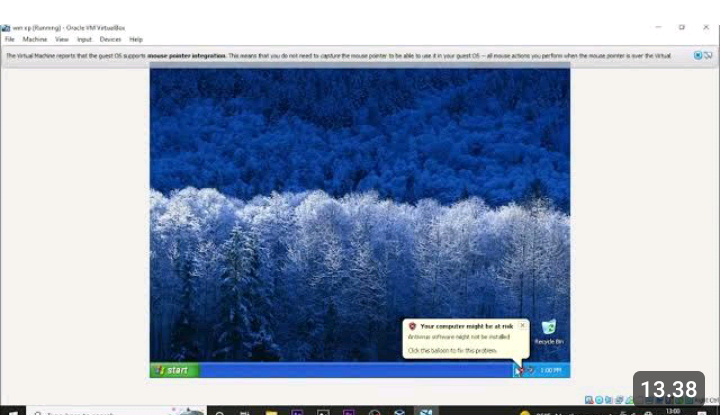 win xp [Running] - Oracle VM VirtualBox
File Machine View Input Devices Help
The Virtual Machine reports that the guest OS supports mouse pointer integration. This means that you do not need to capture the mouse pointer to be able to use it in your guest OS -- all mouse actions you perform when the mouse pointer is over the Virtual
Your computer might be at risk
Antivirus software might not be installed
Click this balloon to fix this problem.
Recycle Bin
start
3:00 PM
13.38
13:00